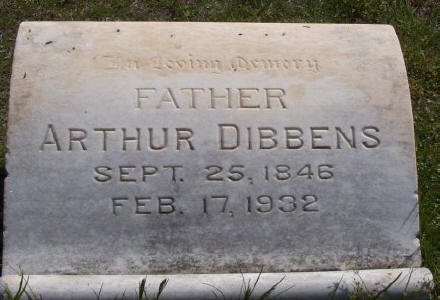 In Loving Memory
FATHER
ARTHUR DIBBENS
SEPT. 25, 1846
FEB. 17, 1932